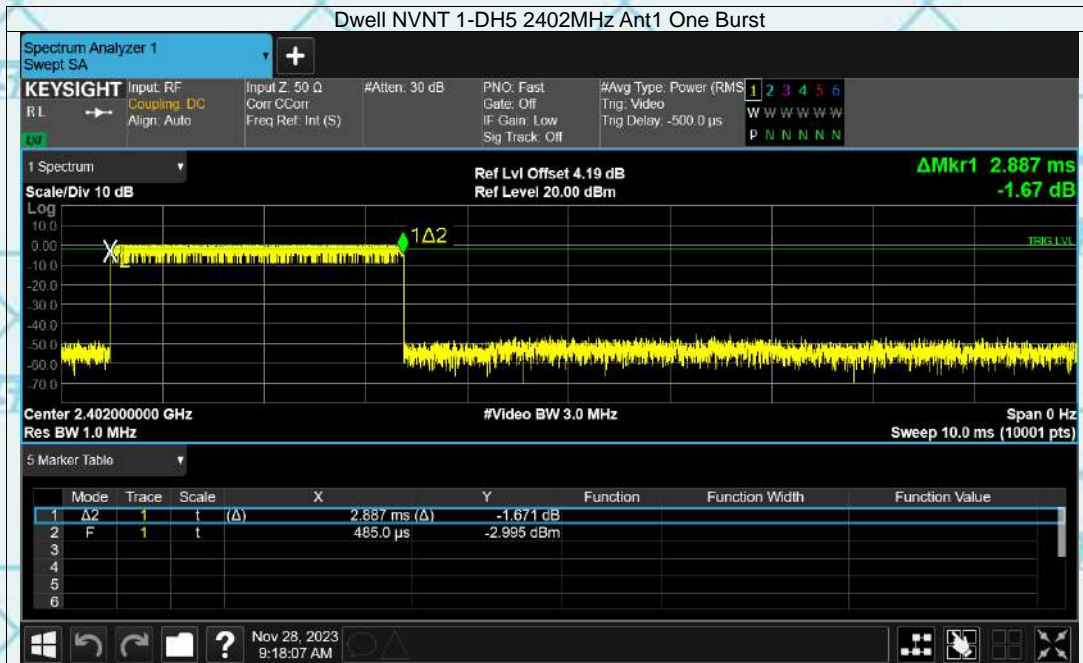 Dwell NVNT 1-DH5 2402MHz Ant1 One Burst
Spectrum Analyzer 1
Swept SA
+
KEYSIGHT Input: RF Input Z: 50 Ω #Atten: 30 dB PNO: Fast #Avg Type: Power (RMS 1 2 3 4 5 6
R L Coupling: DC Corr CCorr Gate: Off Trig: Video W W W W W W
Align: Auto Freq Ref: Int (S) IF Gain: Low Trig Delay: -500.0 µs P N N N N N
LXI Sig Track: Off
1 Spectrum Ref Lvl Offset 4.19 dB ΔMkr1 2.887 ms
Scale/Div 10 dB Ref Level 20.00 dBm -1.67 dB
Log
10.0
1Δ2
0.00 TRIG LVL
-10.0
-20.0
-30.0
-40.0
-50.0
-60.0
-70.0
Center 2.402000000 GHz #Video BW 3.0 MHz Span 0 Hz
Res BW 1.0 MHz Sweep 10.0 ms (10001 pts)
5 Marker Table
Mode Trace Scale X Y Function Function Width Function Value
1 Δ2 1 t (Δ) 2.887 ms (Δ) -1.671 dB
2 F 1 t 485.0 µs -2.995 dBm
3
4
5
6
? Nov 28, 2023
9:18:07 AM